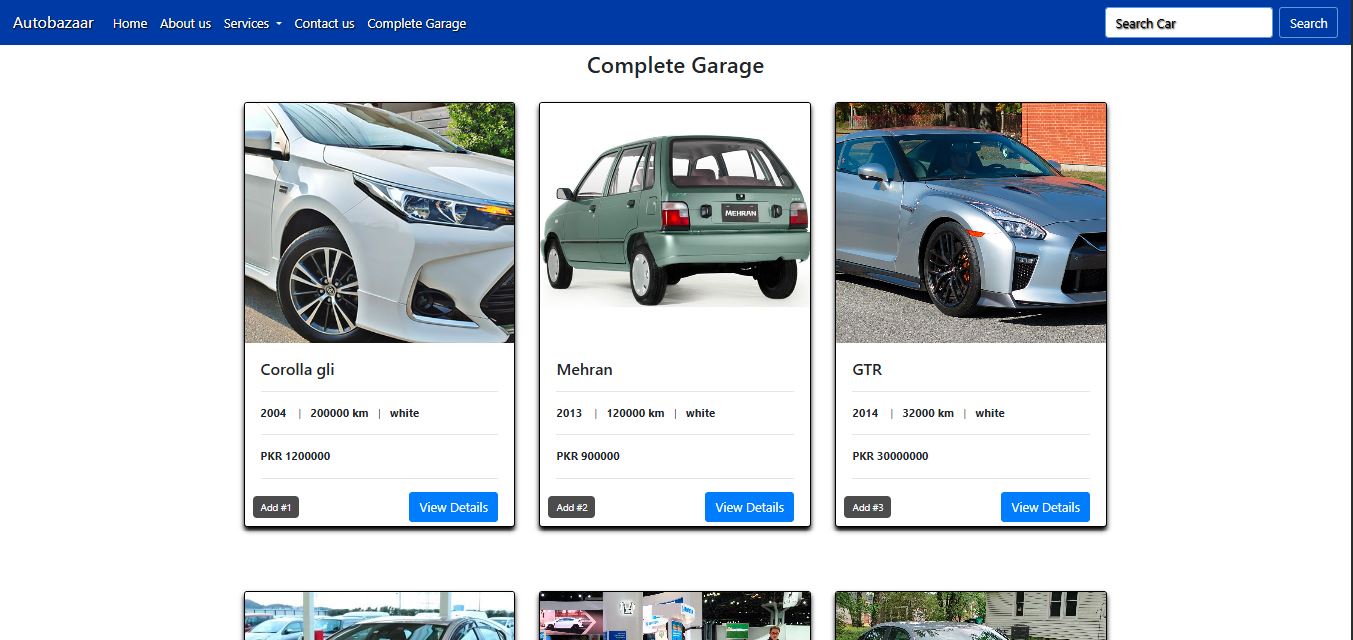 Autobazaar Home About us Services Contact us Complete Garage Search Car Search
Complete Garage
MEHRAN
Corolla gli
2004 | 200000 km | white
PKR 1200000
Add #1 View Details
Mehran
2013 | 120000 km | white
PKR 900000
Add #2 View Details
GTR
2014 | 32000 km | white
PKR 30000000
Add #3 View Details